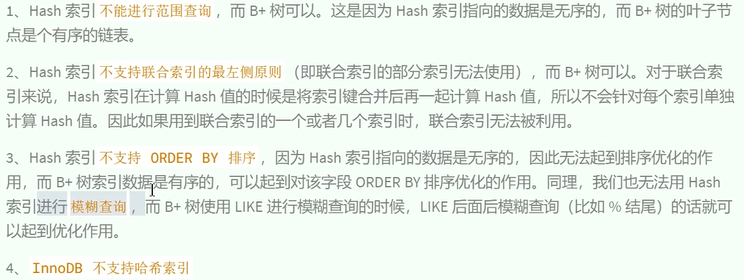 1、Hash 索引 不能进行范围查询 ，而 B+ 树可以。这是因为 Hash 索引指向的数据是无序的，而 B+ 树的叶子节
点是个有序的链表。
2、Hash 索引 不支持联合索引的最左侧原则 （即联合索引的部分索引无法使用），而 B+ 树可以。对于联合索
引来说，Hash 索引在计算 Hash 值的时候是将索引键合并后再一起计算 Hash 值，所以不会针对每个索引单独
计算 Hash 值。因此如果用到联合索引的一个或者几个索引时，联合索引无法被利用。
3、Hash 索引 不支持 ORDER BY 排序 ，因为 Hash 索引指向的数据是无序的，因此无法起到排序优化的作
用，而 B+ 树索引数据是有序的，可以起到对该字段 ORDER BY 排序优化的作用。同理，我们也无法用 Hash
索引进行 模糊查询 ，而 B+ 树使用 LIKE 进行模糊查询的时候，LIKE 后面后模糊查询（比如 % 结尾）的话就可
以起到优化作用。
4、 InnoDB 不支持哈希索引